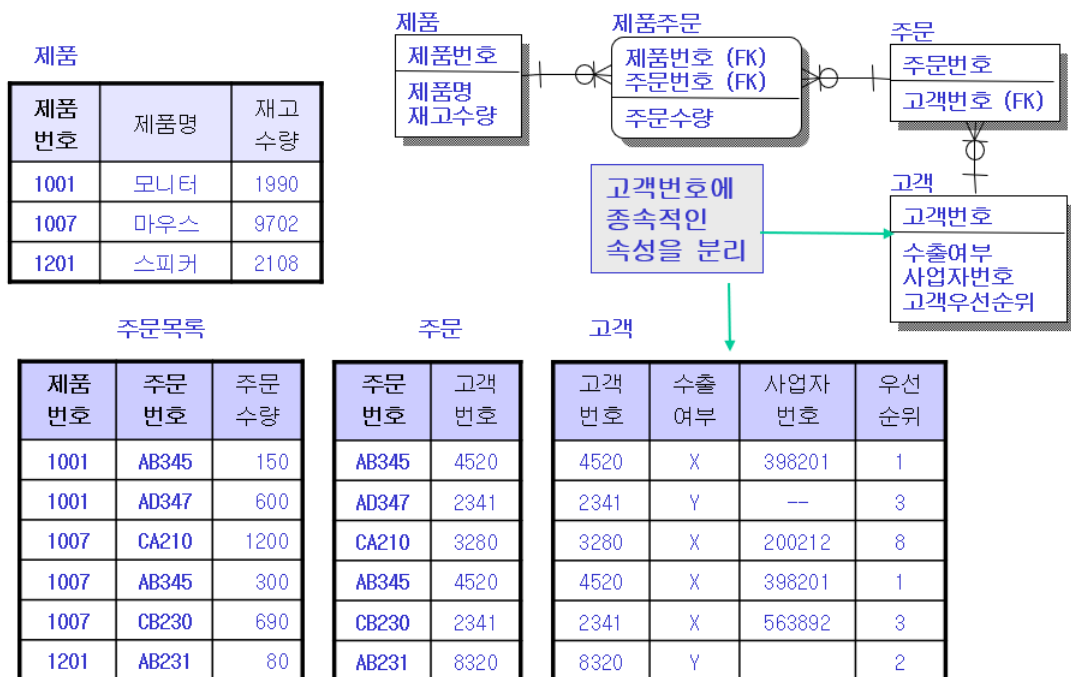 제품
제품번호
제품명
재고수량
제품주문
제품번호 (FK)
주문번호 (FK)
주문수량
주문
주문번호
고객번호 (FK)
고객
고객번호
수출여부
사업자번호
고객우선순위
고객번호에
종속적인
속성을 분리
제품
제품 번호 제품명 재고 수량
1001 모니터 1990
1007 마우스 9702
1201 스피커 2108
주문목록
제품 번호 주문 번호 주문 수량
1001 AB345 150
1001 AD347 600
1007 CA210 1200
1007 AB345 300
1007 CB230 690
1201 AB231 80
주문
주문 번호 고객 번호
AB345 4520
AD347 2341
CA210 3280
AB345 4520
CB230 2341
AB231 8320
고객
고객 번호 수출 여부 사업자 번호 우선 순위
4520 X 398201 1
2341 Y -- 3
3280 X 200212 8
4520 X 398201 1
2341 X 563892 3
8320 Y 2